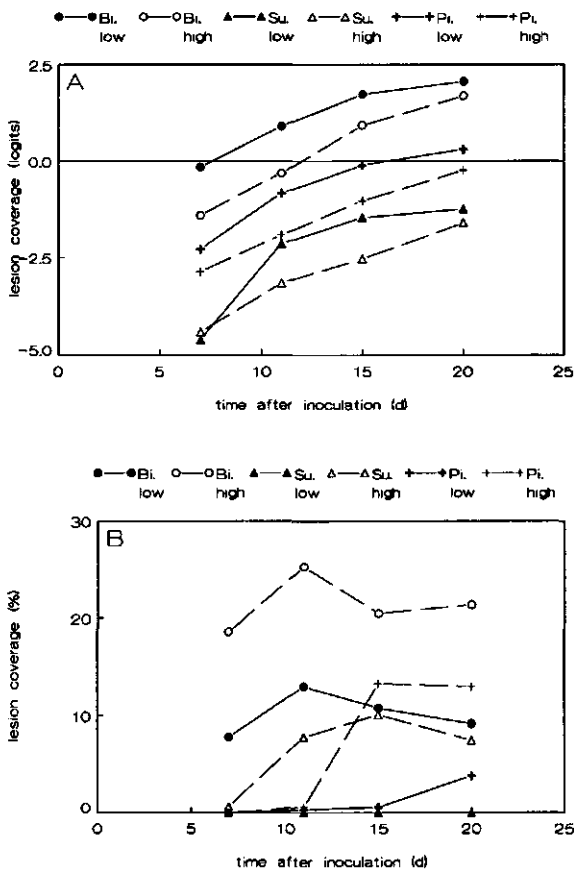 Bi. low Bi. high Su. low Su. high Pi. low Pi. high
A
lesion coverage (logits)
2.5
0.0
-2.5
-5.0
0 5 10 15 20 25
time after inoculation (d)
Bi. low Bi. high Su. low Su. high Pi. low Pi. high
B
lesion coverage (%)
30
20
10
0
0 5 10 15 20 25
time after inoculation (d)